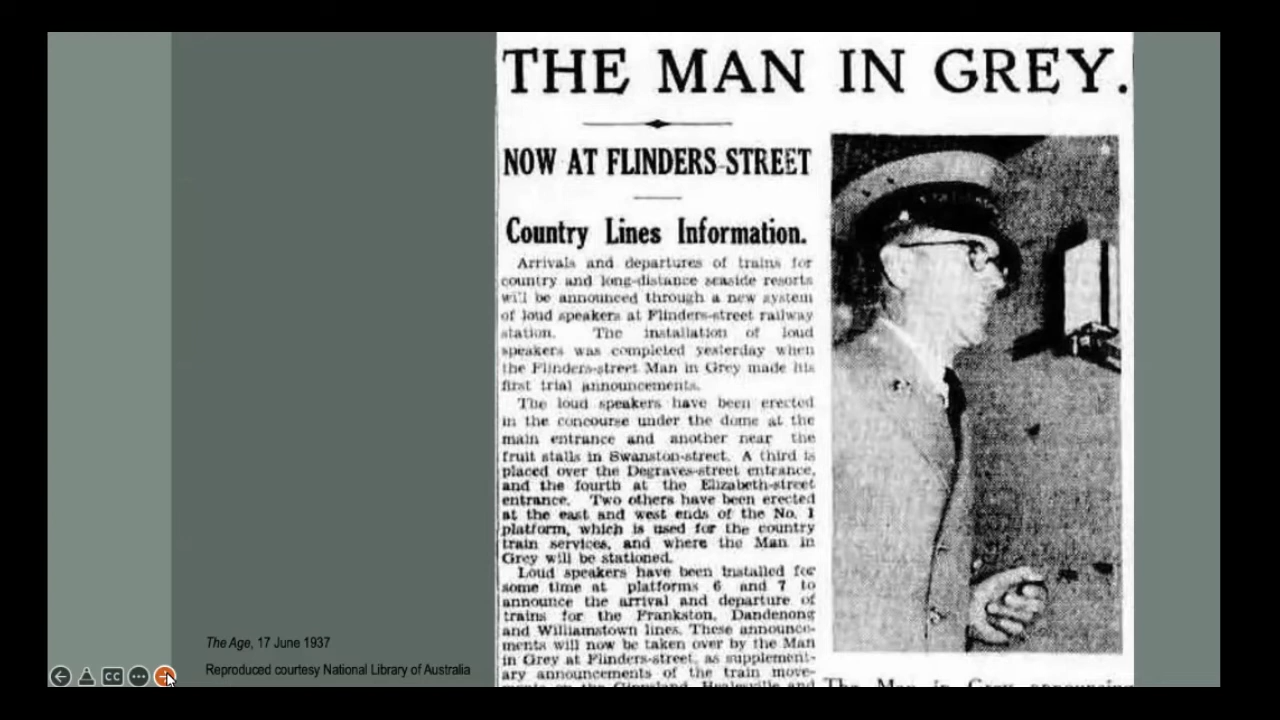 THE MAN IN GREY.
NOW AT FLINDERS-STREET
Country Lines Information.
Arrivals and departures of trains for
country and long-distance seaside resorts
will be announced through a new system
of loud speakers at Flinders-street railway
station. The installation of loud
speakers was completed yesterday when
the Flinders-street Man in Grey made his
first trial announcements.
The loud speakers have been erected
in the concourse under the dome at the
main entrance and another near the
fruit stalls in Swanston-street. A third is
placed over the Degraves-street entrance,
and the fourth at the Elizabeth-street
entrance. Two others have been erected
at the east and west ends of the No. 1
platform, which is used for the country
train services, and where the Man in
Grey will be stationed.
Loud speakers have been installed for
some time at platforms 6 and 7 to
announce the arrival and departure of
trains for the Frankston, Dandenong
and Williamstown lines. These announce-
ments will now be taken over by the Man
in Grey at Flinders-street, as supplement-
ary announcements of the train move-
The Man in Grey announcing
The Age, 17 June 1937
Reproduced courtesy National Library of Australia
CC